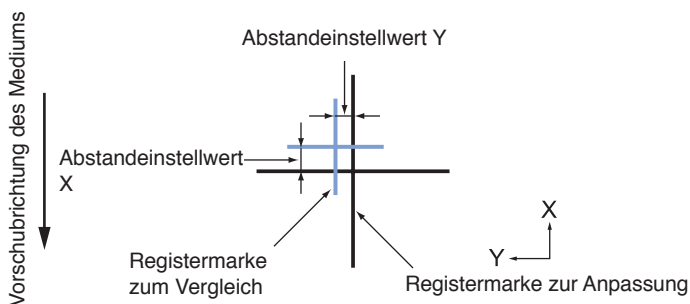 Abstandeinstellwert Y
Vorschubrichtung des Mediums
Abstandeinstellwert
X
X
Y
Registermarke
zum Vergleich
Registermarke zur Anpassung